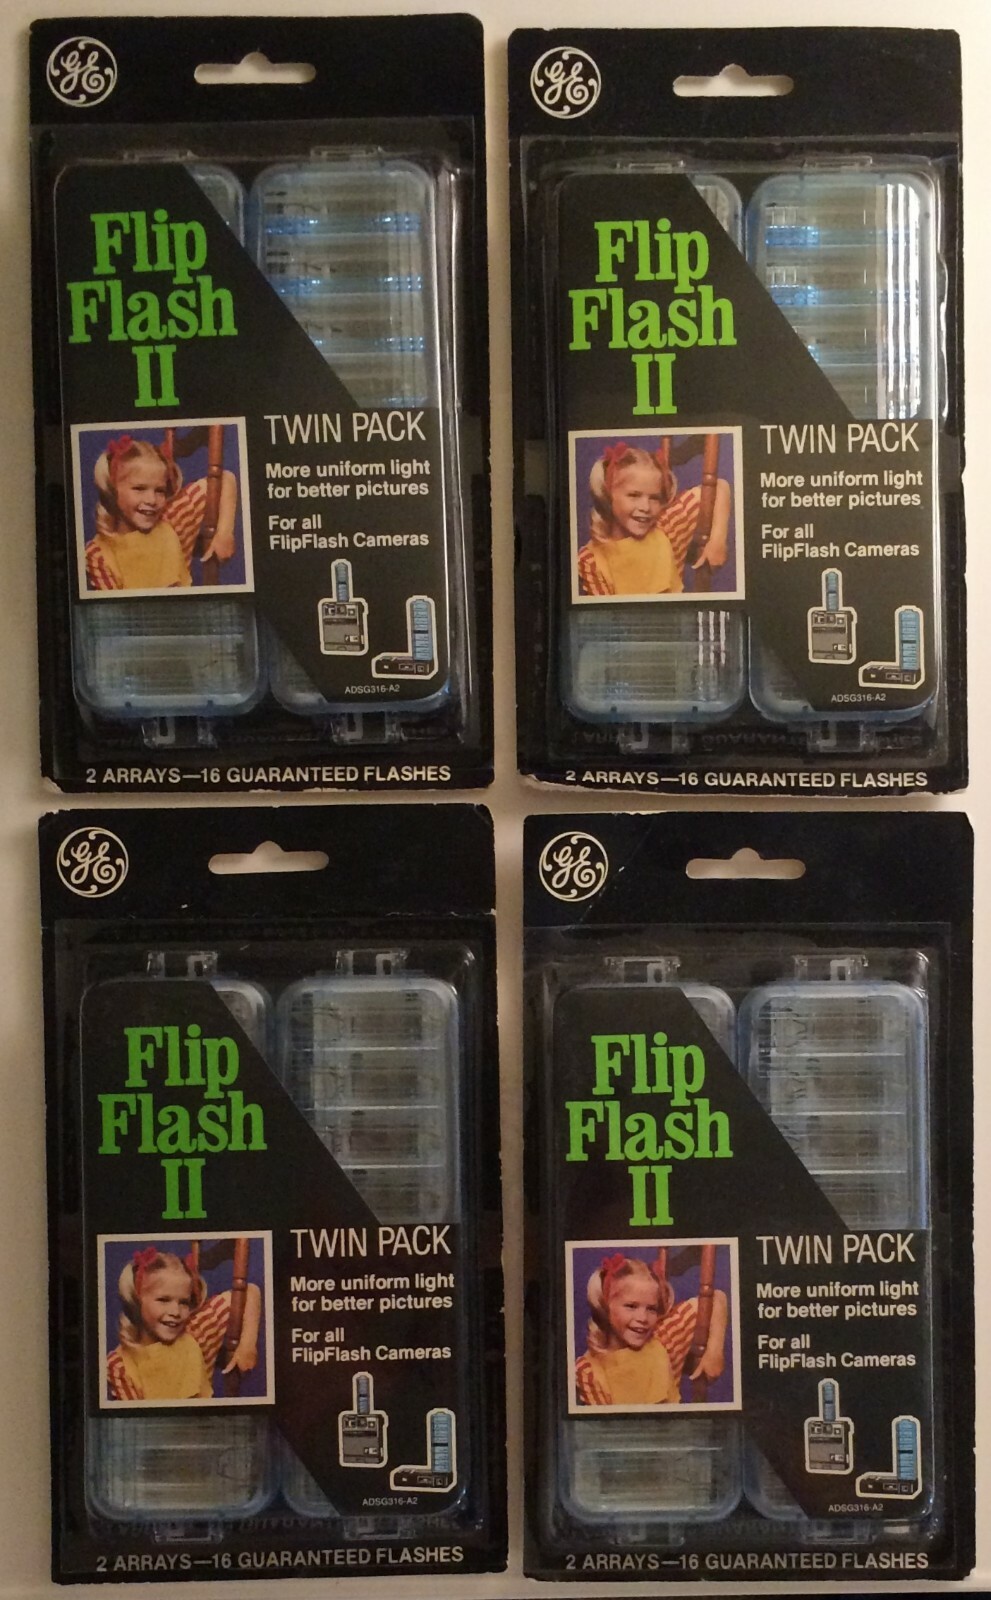 GE
Flip
Flash
II
TWIN PACK
More uniform light
for better pictures
For all
FlipFlash Cameras
ADSG316-A2
2 ARRAYS—16 GUARANTEED FLASHES
GE
Flip
Flash
II
TWIN PACK
More uniform light
for better pictures
For all
FlipFlash Cameras
ADSG316-A2
2 ARRAYS—16 GUARANTEED FLASHES
GE
Flip
Flash
II
TWIN PACK
More uniform light
for better pictures
For all
FlipFlash Cameras
ADSG316-A2
2 ARRAYS—16 GUARANTEED FLASHES
GE
Flip
Flash
II
TWIN PACK
More uniform light
for better pictures
For all
FlipFlash Cameras
ADSG316-A2
2 ARRAYS—16 GUARANTEED FLASHES